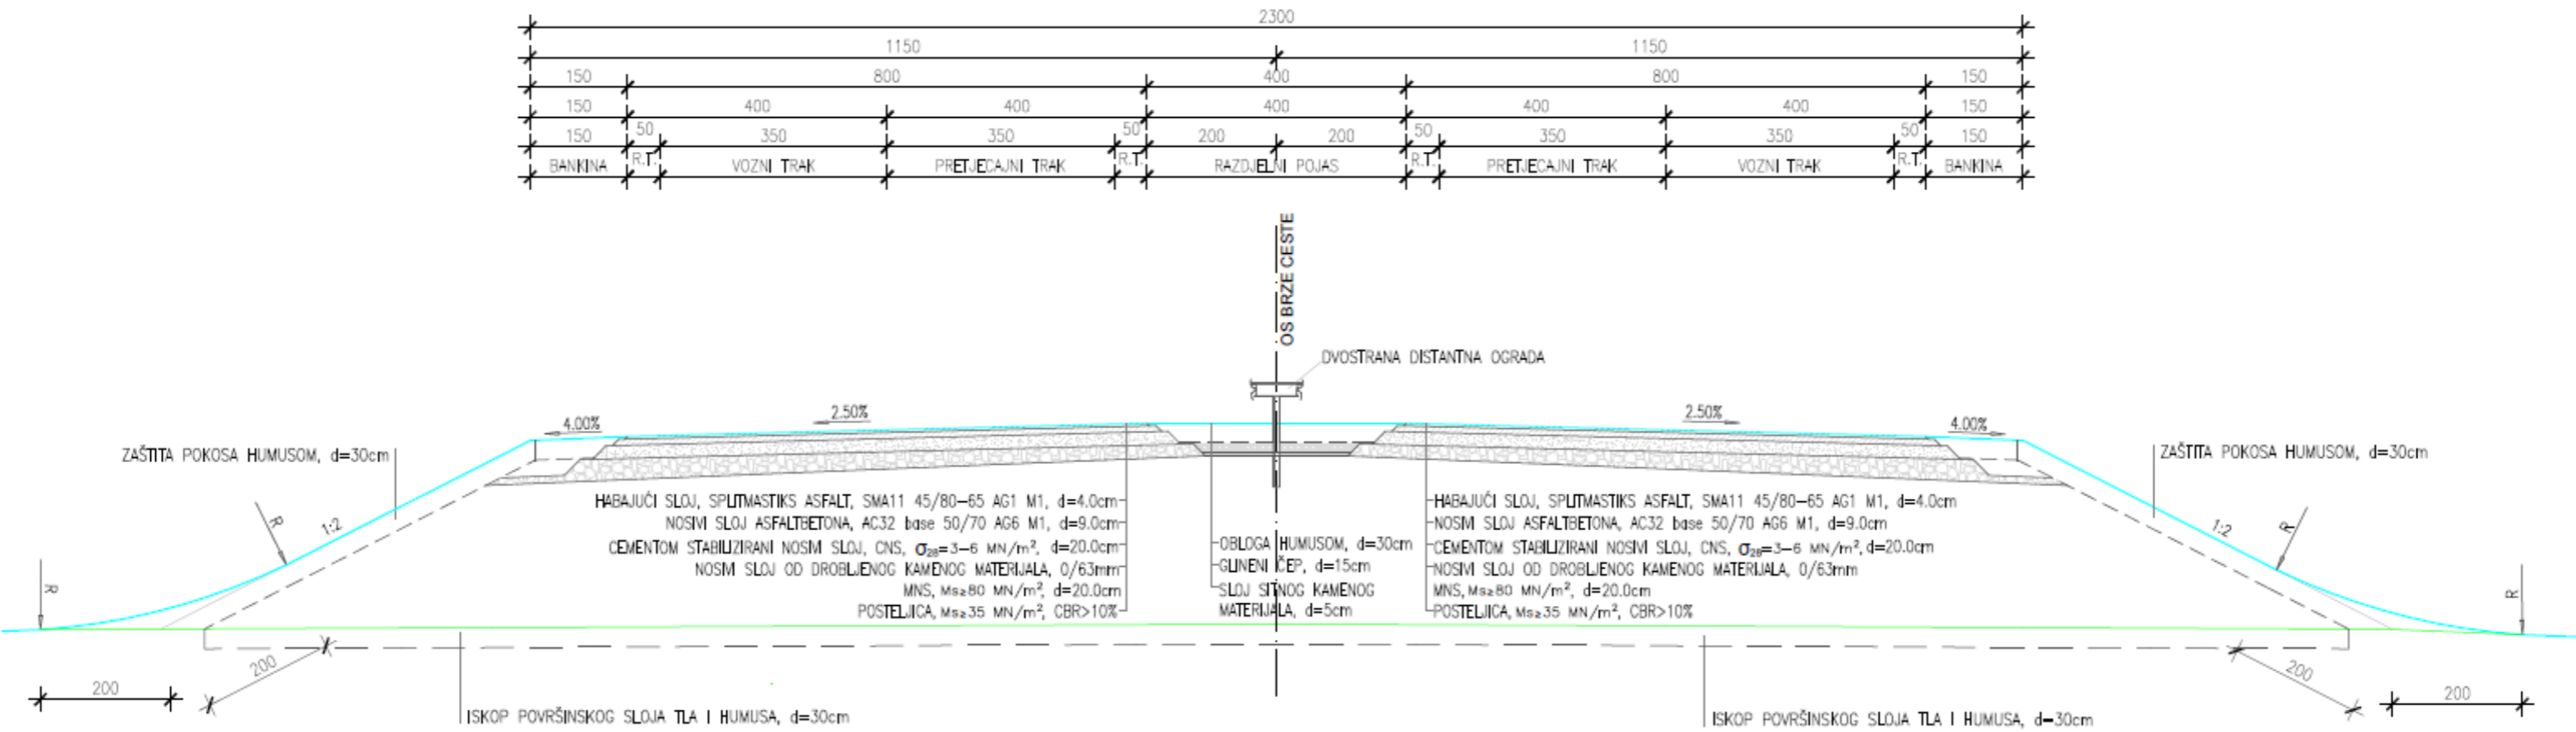 2300
1150 1150
150 800 400 800 150
150 400 400 400 400 400 150
150 50 350 350 50 200 200 50 350 350 50 150
BANKINA R.T. VOZNI TRAK PRETJECAJNI TRAK R.T. RAZDJELNI POJAS R.T. PRETJECAJNI TRAK VOZNI TRAK R.T. BANKINA
OS BRZE CESTE
DVOSTRANA DISTANTNA OGRADA
4.00% 2.50% 2.50% 4.00%
ZAŠTITA POKOSA HUMUSOM, d=30cm
ZAŠTITA POKOSA HUMUSOM, d=30cm
R 1:2
1:2 R
HABAJUĆI SLOJ, SPLITMASTIKS ASFALT, SMA11 45/80-65 AG1 M1, d=4.0cm
NOSIVI SLOJ ASFALTBETONA, AC32 base 50/70 AG6 M1, d=9.0cm
CEMENTOM STABILIZIRANI NOSIVI SLOJ, CNS, σ28=3-6 MN/m², d=20.0cm
NOSIVI SLOJ OD DROBLJENOG KAMENOG MATERIJALA, 0/63mm
MNS, Ms≥80 MN/m², d=20.0cm
POSTELJICA, Ms≥35 MN/m², CBR>10%
OBLOGA HUMUSOM, d=30cm
GLINENI ČEP, d=15cm
SLOJ SITNOG KAMENOG
MATERIJALA, d=5cm
HABAJUĆI SLOJ, SPLITMASTIKS ASFALT, SMA11 45/80-65 AG1 M1, d=4.0cm
NOSIVI SLOJ ASFALTBETONA, AC32 base 50/70 AG6 M1, d=9.0cm
CEMENTOM STABILIZIRANI NOSIVI SLOJ, CNS, σ28=3-6 MN/m², d=20.0cm
NOSIVI SLOJ OD DROBLJENOG KAMENOG MATERIJALA, 0/63mm
MNS, Ms≥80 MN/m², d=20.0cm
POSTELJICA, Ms≥35 MN/m², CBR>10%
R
R
200 200
200 200
ISKOP POVRŠINSKOG SLOJA TLA I HUMUSA, d=30cm
ISKOP POVRŠINSKOG SLOJA TLA I HUMUSA, d=30cm